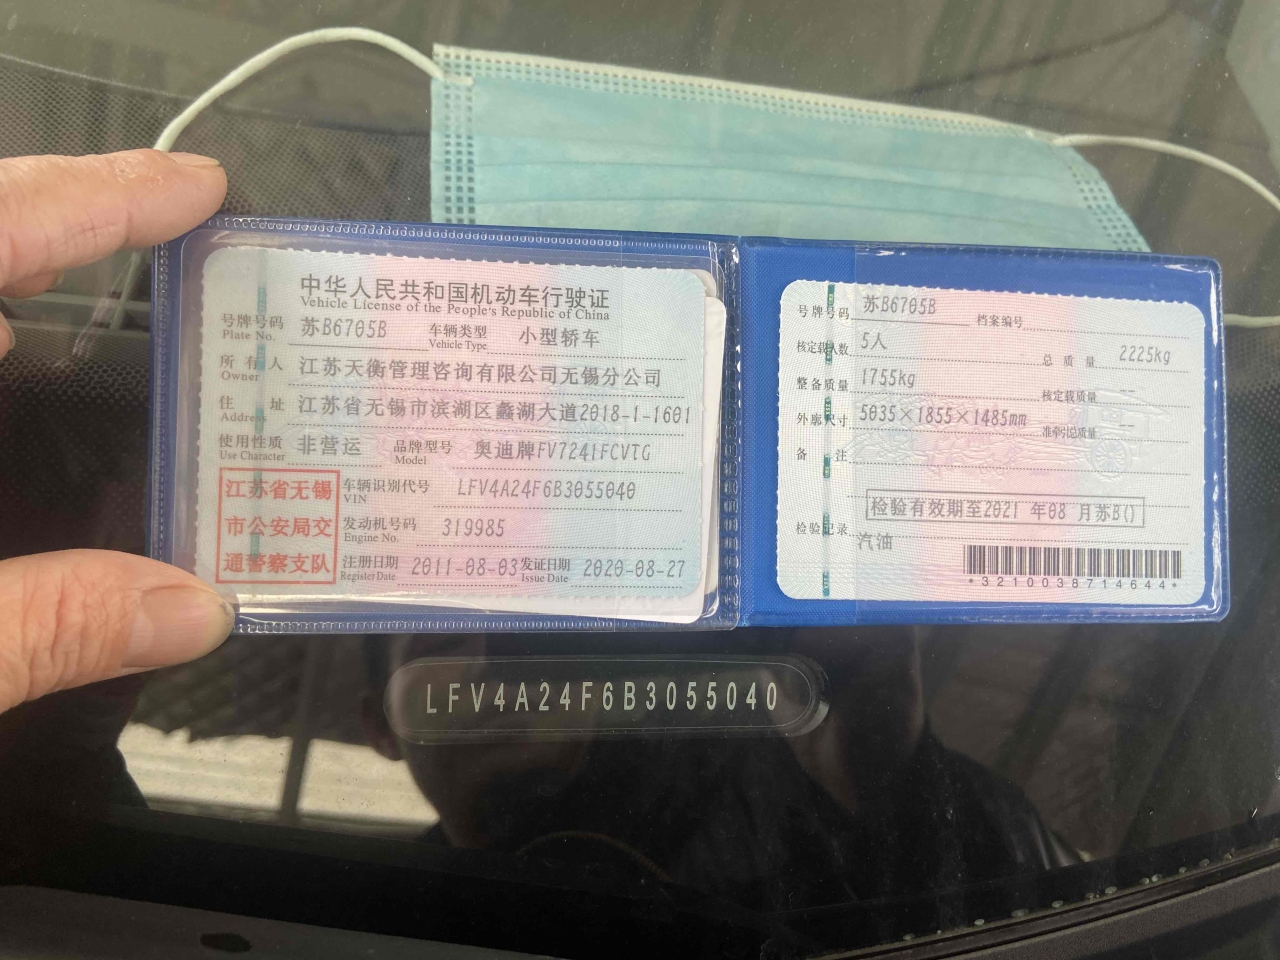 中华人民共和国机动车行驶证
Vehicle License of the People's Republic of China
号牌号码 苏B6705B 车辆类型 小型轿车
Plate No. Vehicle Type
所有人 江苏天衡管理咨询有限公司无锡分公司
Owner
住址 江苏省无锡市滨湖区蠡湖大道2018-1-1601
Address
使用性质 非营运 品牌型号 奥迪牌FV7241FCVTG
Use Character Model
江苏省无锡
市公安局交
通警察支队
车辆识别代号 LFV4A24F6B3055040
VIN
发动机号码 319985
Engine No.
注册日期 2011-08-03 发证日期 2020-08-27
Register Date Issue Date
号牌号码 苏B6705B 档案编号
核定载人数 5人 总质量 2225kg
整备质量 1755kg 核定载质量 --
外廓尺寸 5035×1855×1485mm 准牵引总质量 --
备注
检验有效期至2021年08月苏B()
检验记录 汽油
*3210038714644*
LFV4A24F6B3055040